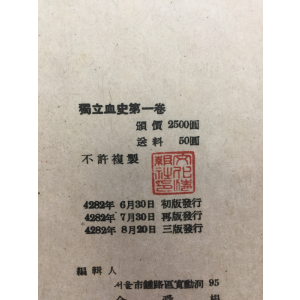 獨立血史第一卷
頒價 2500圓
送料 50圓
不許複製
4282年 6月30日 初版發行
4282年 7月30日 再版發行
4282年 8月20日 三版發行
編輯人
서울市鍾路區寬勳洞 95